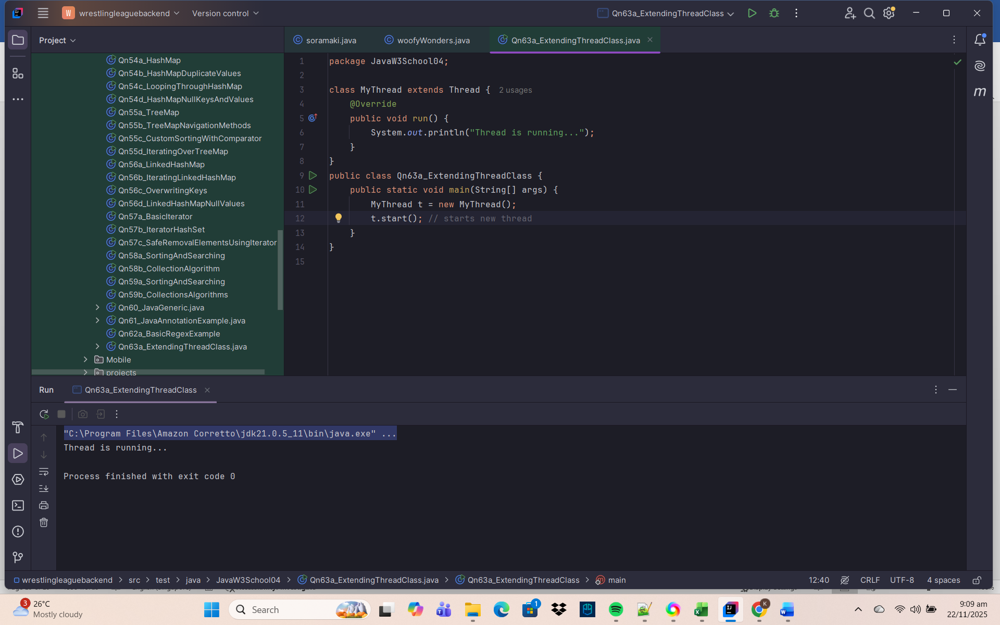 W wrestlingleaguebackend Version control Qn63a_ExtendingThreadClass
Project
soramaki.java woofyWonders.java Qn63a_ExtendingThreadClass.java
Qn54a_HashMap
Qn54b_HashMapDuplicateValues
Qn54c_LoopingThroughHashMap
Qn54d_HashMapNullKeysAndValues
Qn55a_TreeMap
Qn55b_TreeMapNavigationMethods
Qn55c_CustomSortingWithComparator
Qn55d_IteratingOverTreeMap
Qn56a_LinkedHashMap
Qn56b_IteratingLinkedHashMap
Qn56c_OverwritingKeys
Qn56d_LinkedHashMapNullValues
Qn57a_BasicIterator
Qn57b_IteratorHashSet
Qn57c_SafeRemovalElementsUsingIterator
Qn58a_SortingAndSearching
Qn58b_CollectionAlgorithm
Qn59a_SortingAndSearching
Qn59b_CollectionsAlgorithms
Qn60_JavaGeneric.java
Qn61_JavaAnnotationExample.java
Qn62a_BasicRegexExample
Qn63a_ExtendingThreadClass.java
Mobile
projects
1 package JavaW3School04;
2
3 class MyThread extends Thread { 2 usages
4 @Override
5 public void run() {
6 System.out.println("Thread is running...");
7 }
8 }
9 public class Qn63a_ExtendingThreadClass {
10 public static void main(String[] args) {
11 MyThread t = new MyThread();
12 t.start(); // starts new thread
13 }
14 }
15
m
Run Qn63a_ExtendingThreadClass
"C:\Program Files\Amazon Corretto\jdk21.0.5_11\bin\java.exe" ...
Thread is running...
Process finished with exit code 0
wrestlingleaguebackend > src > test > java > JavaW3School04 > Qn63a_ExtendingThreadClass.java > Qn63a_ExtendingThreadClass > main 12:40 CRLF UTF-8 4 spaces
3 26°C
Mostly cloudy
Search
1
K
9:09 am
22/11/2025